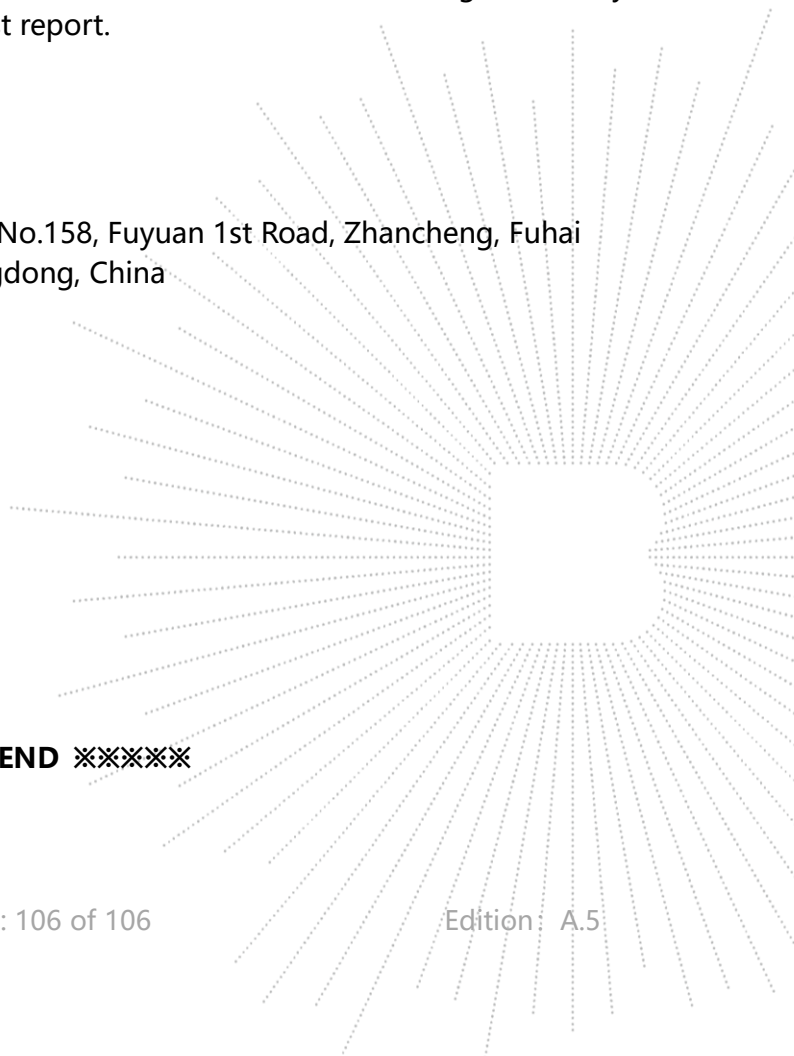 t report.
No.158, Fuyuan 1st Road, Zhancheng, Fuhai
gdong, China
END ※※※※※
: 106 of 106 Edition: A.5